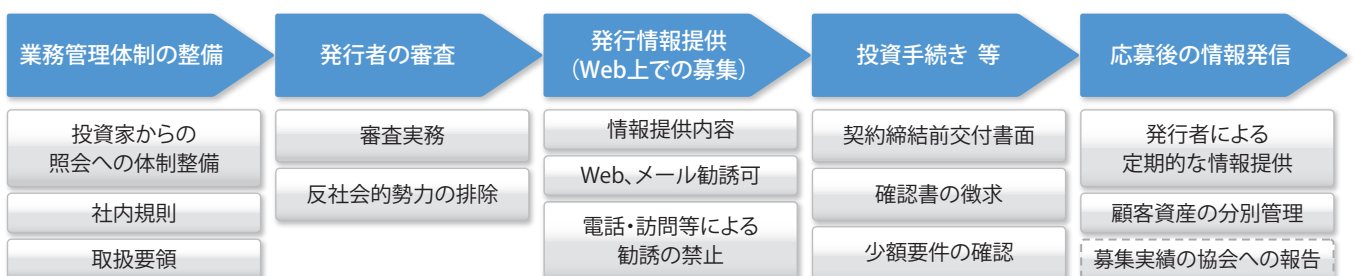 業務管理体制の整備
発行者の審査
発行情報提供
（Web上での募集）
投資手続き 等
応募後の情報発信
投資家からの
照会への体制整備
社内規則
取扱要領
審査実務
反社会的勢力の排除
情報提供内容
Web、メール勧誘可
電話・訪問等による
勧誘の禁止
契約締結前交付書面
確認書の徴求
少額要件の確認
発行者による
定期的な情報提供
顧客資産の分別管理
募集実績の協会への報告